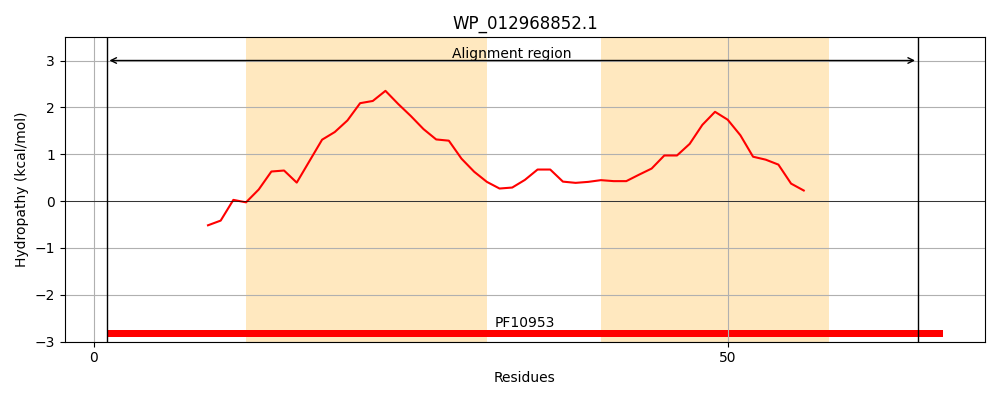 WP_012968852.1
Alignment region
3
2
1
0
−1
−2
−3
Hydropathy (kcal/mol)
PF10953
0
50
Residues